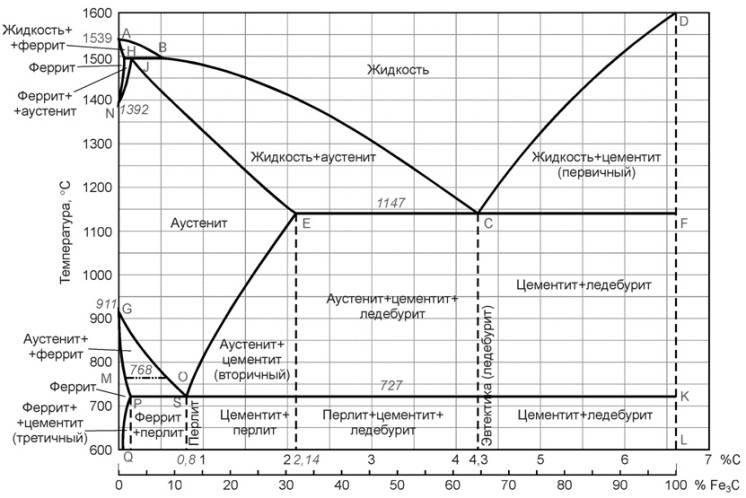 1600
1539
A
D
Жидкость+
+феррит
H
B
1500
Феррит
J
Жидкость
Феррит+
+аустенит
1400
N
1392
1300
Жидкость+аустенит
Жидкость+цементит
(первичный)
1200
1147
Аустенит
E
C
F
1100
Температура, °C
1000
Цементит+ледебурит
Аустенит+цементит+
ледебурит
911
G
900
Аустенит+
+феррит
Аустенит+
цементит
(вторичный)
Эвтектика (ледебурит)
800
M
768
O
727
Феррит
P
S
K
700
Феррит+
+цементит
(третичный)
Феррит
+перлит
Перлит
Цементит+
перлит
Перлит+цементит+
ледебурит
Цементит+ледебурит
L
600
Q
0,8 1 2 2,14 3 4 4,3 5 6 7 %C
0 10 20 30 40 50 60 70 80 90 100 % Fe₃C